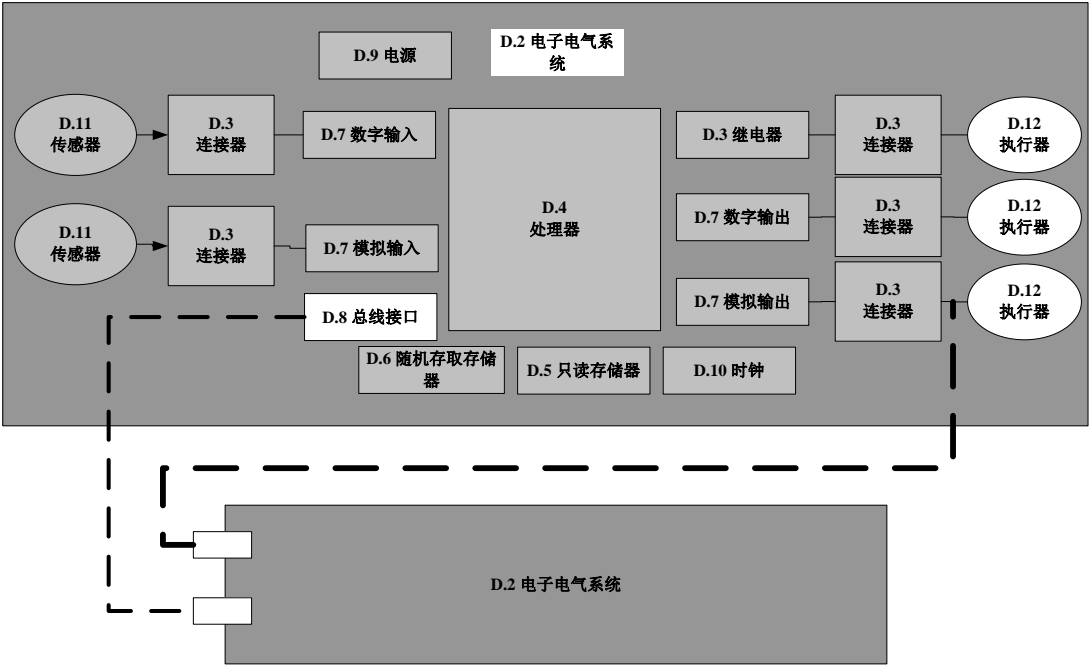 D.9 电源
D.2 电子电气系
统
D.11
传感器
D.3
连接器
D.7 数字输入
D.4
处理器
D.3 继电器
D.3
连接器
D.12
执行器
D.11
传感器
D.3
连接器
D.7 模拟输入
D.7 数字输出
D.3
连接器
D.12
执行器
D.8 总线接口
D.7 模拟输出
D.3
连接器
D.12
执行器
D.6 随机存取存储
器
D.5 只读存储器
D.10 时钟
D.2 电子电气系统